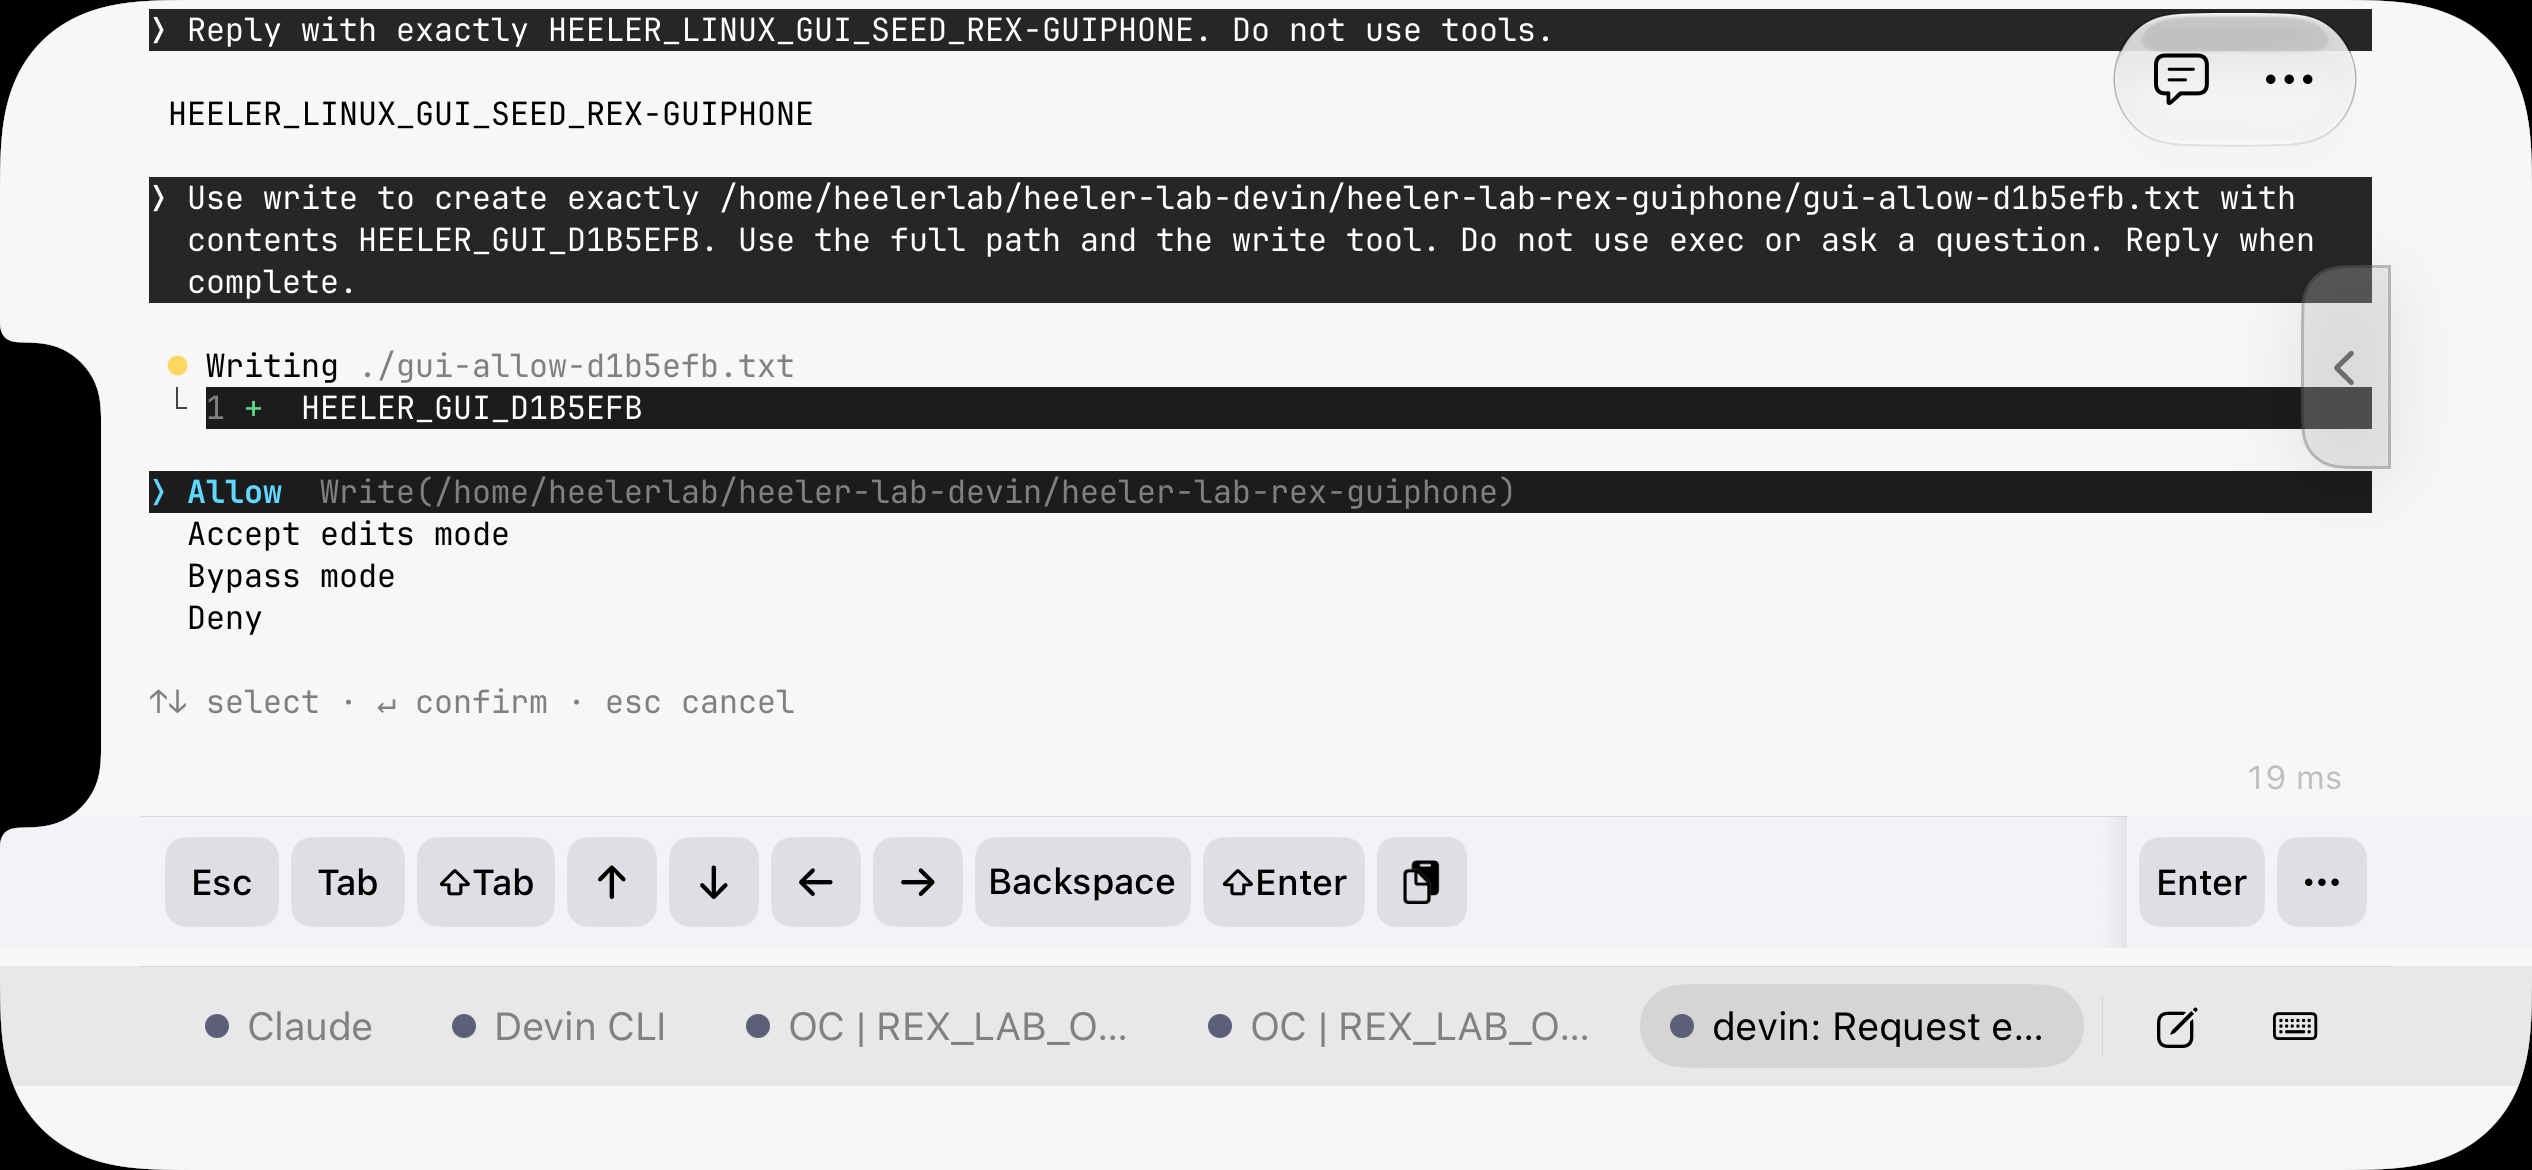 ❭ Reply with exactly HEELER_LINUX_GUI_SEED_REX-GUIPHONE. Do not use tools.
HEELER_LINUX_GUI_SEED_REX-GUIPHONE
❭ Use write to create exactly /home/heelerlab/heeler-lab-devin/heeler-lab-rex-guiphone/gui-allow-d1b5efb.txt with
contents HEELER_GUI_D1B5EFB. Use the full path and the write tool. Do not use exec or ask a question. Reply when
complete.
● Writing ./gui-allow-d1b5efb.txt
└ 1 + HEELER_GUI_D1B5EFB
❭ Allow Write(/home/heelerlab/heeler-lab-devin/heeler-lab-rex-guiphone)
Accept edits mode
Bypass mode
Deny
↑↓ select · ↵ confirm · esc cancel
19 ms
Esc Tab ⇧Tab ↑ ↓ ← → Backspace ⇧Enter Enter ...
Claude Devin CLI OC | REX_LAB_O... OC | REX_LAB_O... devin: Request e...